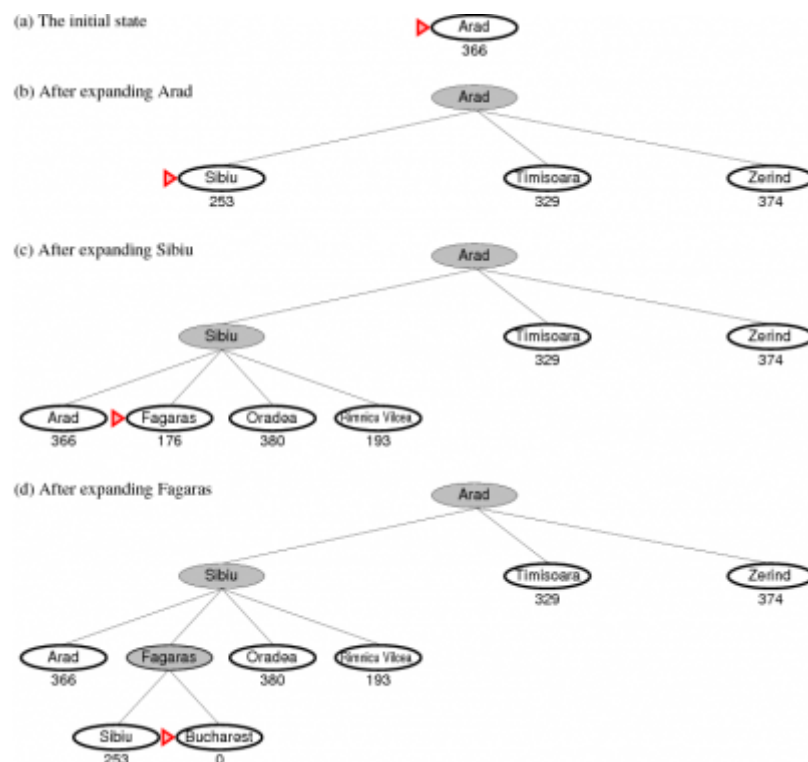 (a) The initial state
Arad
366
(b) After expanding Arad
Arad
Sibiu Timisoara Zerind
253 329 374
(c) After expanding Sibiu
Arad
Sibiu Timisoara Zerind
329 374
Arad Fagaras Oradea Rimnicu Vilcea
366 176 380 193
(d) After expanding Fagaras
Arad
Sibiu Timisoara Zerind
329 374
Arad Fagaras Oradea Rimnicu Vilcea
366 380 193
Sibiu Bucharest
253 0